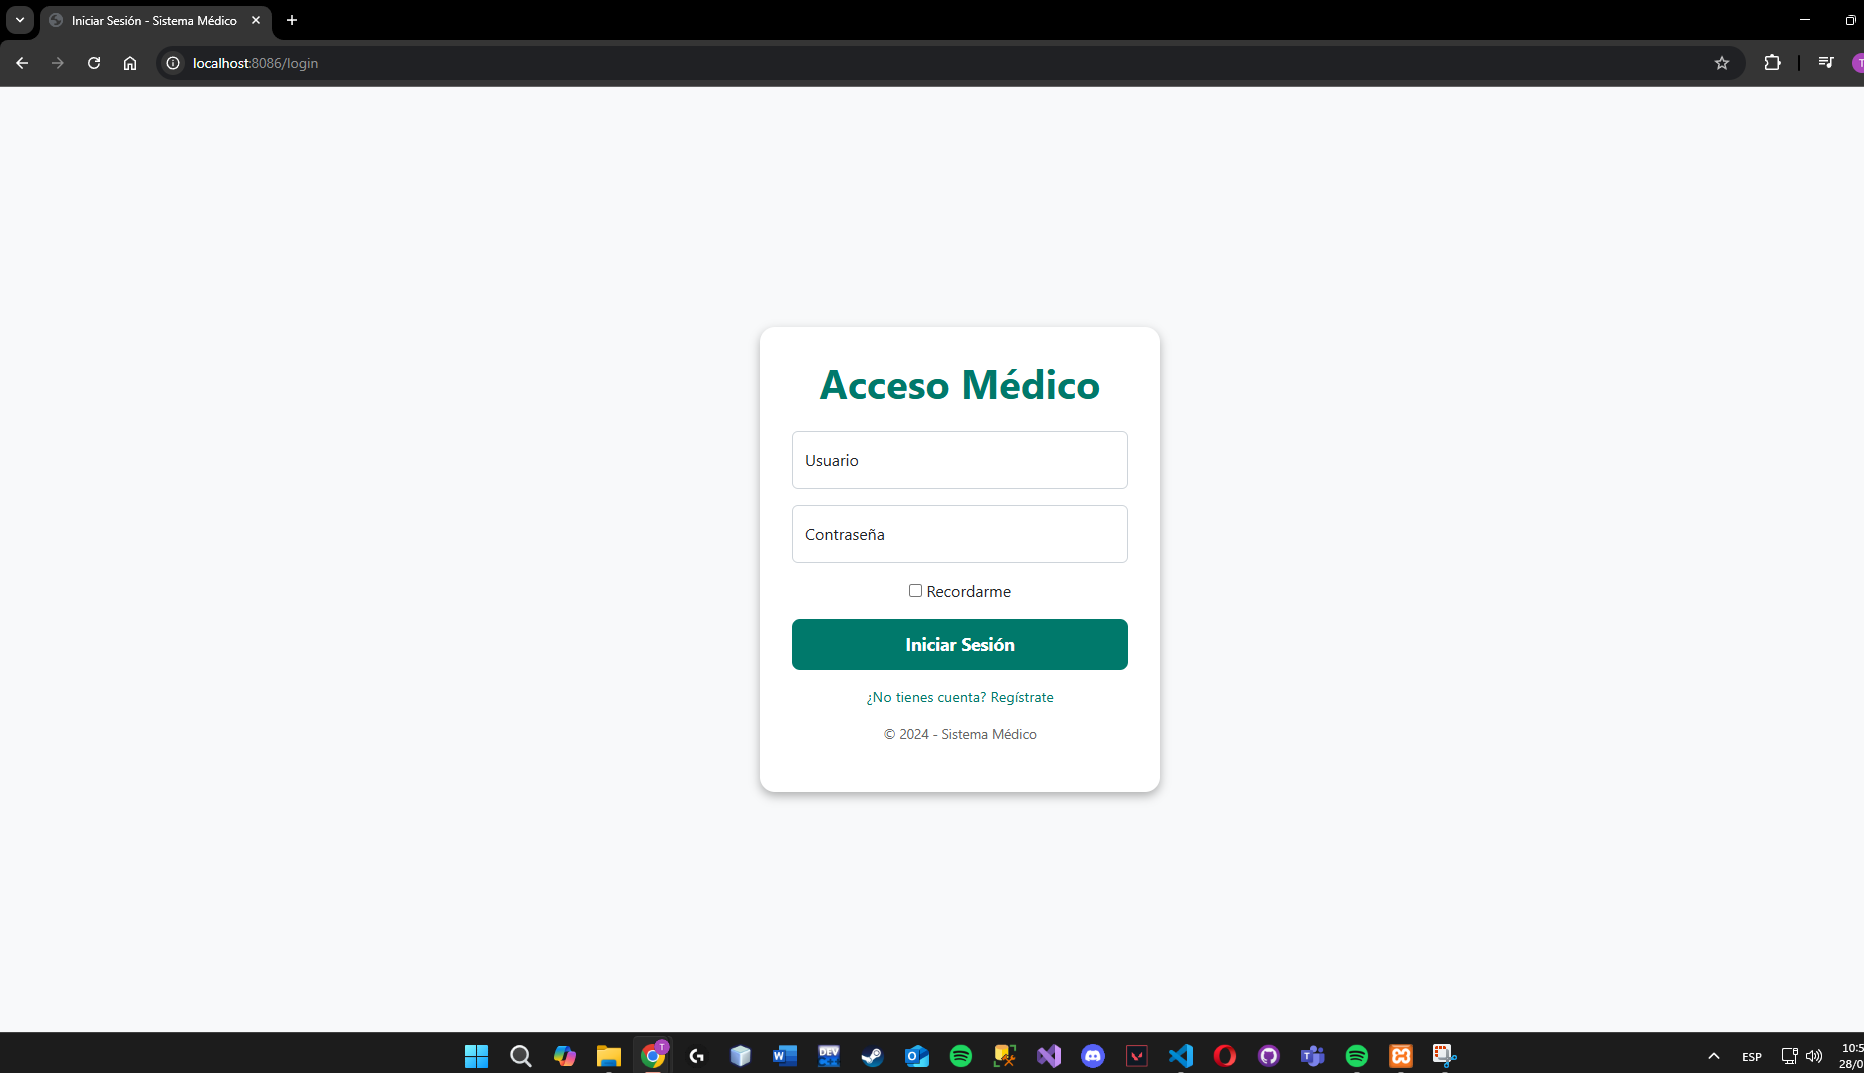 Iniciar Sesión - Sistema Médico
localhost:8086/login
Acceso Médico
Usuario
Contraseña
Recordarme
Iniciar Sesión
¿No tienes cuenta? Regístrate
© 2024 - Sistema Médico
ESP
10:5
28/0